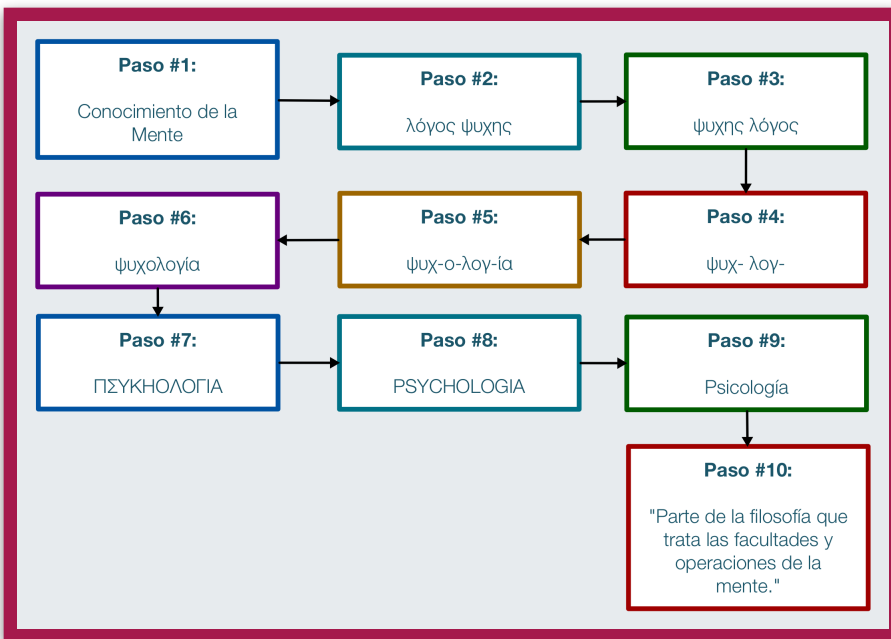 Paso #1:
Conocimiento de la
Mente
Paso #2:
λόγος ψυχης
Paso #3:
ψυχης λόγος
Paso #4:
ψυχ- λογ-
Paso #5:
ψυχ-ο-λογ-ία
Paso #6:
ψυχολογία
Paso #7:
ΠΣΥΚΗΟΛΟΓΙΑ
Paso #8:
PSYCHOLOGIA
Paso #9:
Psicología
Paso #10:
"Parte de la filosofía que
trata las facultades y
operaciones de la
mente."